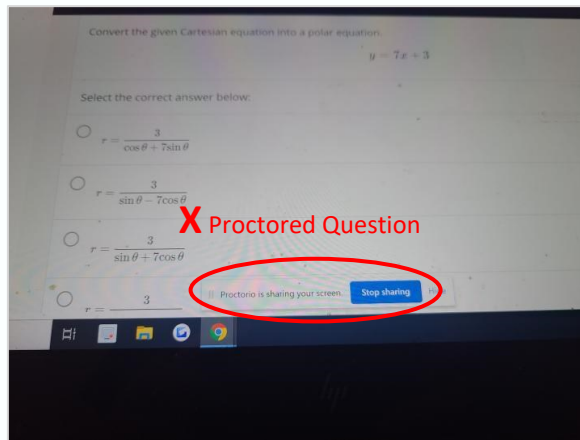 Convert the given Cartesian equation into a polar equation.
y = 7x + 3
Select the correct answer below:
r = 3 / (cos θ + 7sin θ)
r = 3 / (sin θ − 7cos θ)
X Proctored Question
r = 3 / (sin θ + 7cos θ)
Proctorio is sharing your screen. Stop sharing
r = 3
hp